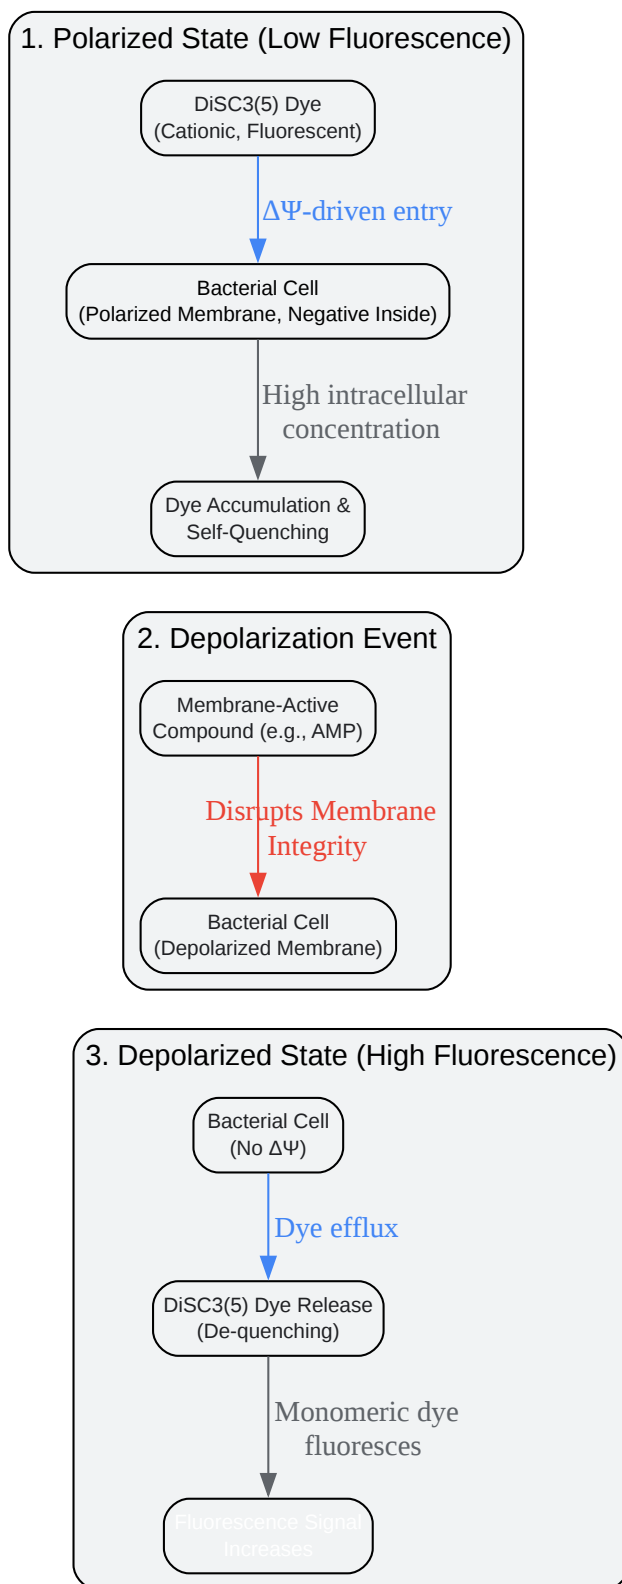 1. Polarized State (Low Fluorescence)
DiSC3(5) Dye
(Cationic, Fluorescent)
ΔΨ-driven entry
Bacterial Cell
(Polarized Membrane, Negative Inside)
High intracellular
concentration
Dye Accumulation &
Self-Quenching
2. Depolarization Event
Membrane-Active
Compound (e.g., AMP)
Disrupts Membrane
Integrity
Bacterial Cell
(Depolarized Membrane)
3. Depolarized State (High Fluorescence)
Bacterial Cell
(No ΔΨ)
Dye efflux
DiSC3(5) Dye Release
(De-quenching)
Monomeric dye
fluoresces
Fluorescence Signal
Increases